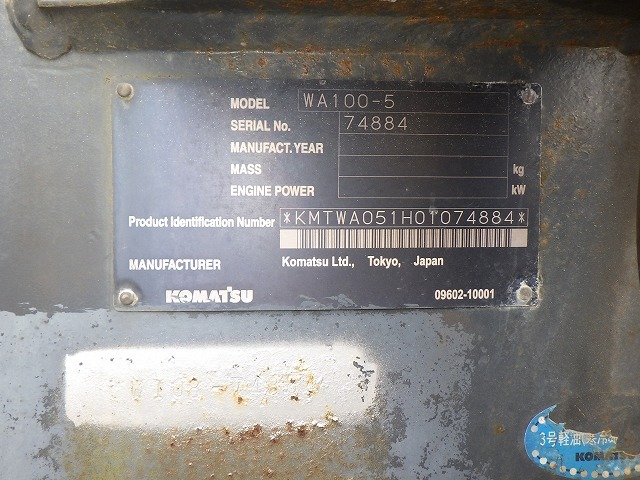 MODEL WA100-5
SERIAL No. 74884
MANUFACT. YEAR
MASS kg
ENGINE POWER kW
Product Identification Number *KMTWA051H01074884*
MANUFACTURER Komatsu Ltd., Tokyo, Japan
KOMATSU 09602-10001
3号軽油
KOMATSU